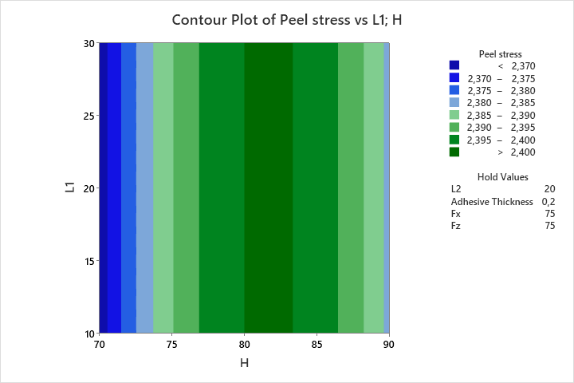 Contour Plot of Peel stress vs L1; H
30
25
20
15
10
L1
70 75 80 85 90
H
Peel stress
< 2,370
2,370 – 2,375
2,375 – 2,380
2,380 – 2,385
2,385 – 2,390
2,390 – 2,395
2,395 – 2,400
> 2,400
Hold Values
L2 20
Adhesive Thickness 0,2
Fx 75
Fz 75